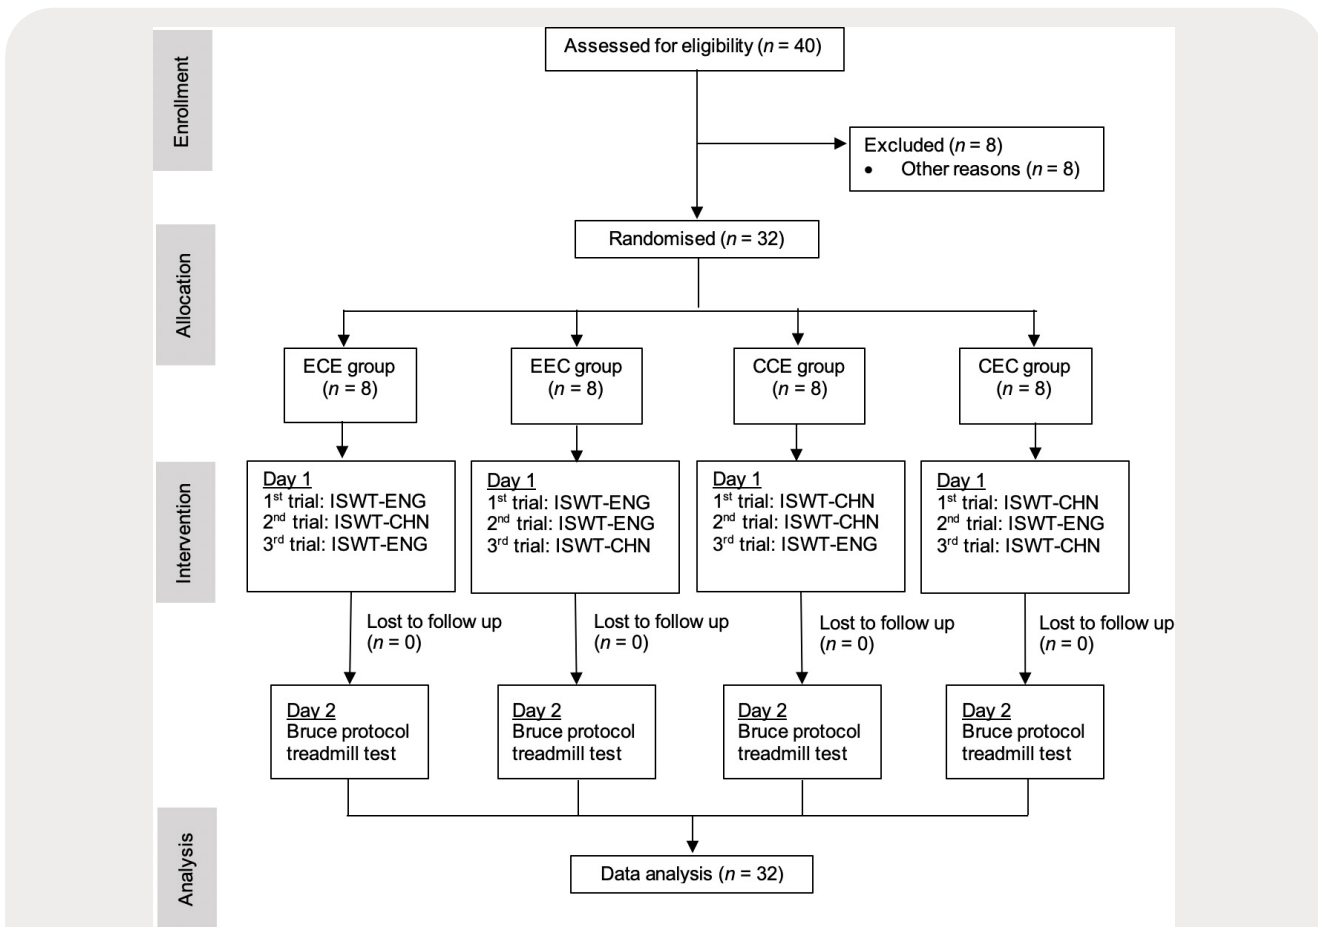 Enrollment
Assessed for eligibility (n = 40)
Excluded (n = 8)
• Other reasons (n = 8)
Allocation
Randomised (n = 32)
ECE group
(n = 8)
EEC group
(n = 8)
CCE group
(n = 8)
CEC group
(n = 8)
Intervention
Day 1
1st trial: ISWT-ENG
2nd trial: ISWT-CHN
3rd trial: ISWT-ENG
Day 1
1st trial: ISWT-ENG
2nd trial: ISWT-ENG
3rd trial: ISWT-CHN
Day 1
1st trial: ISWT-CHN
2nd trial: ISWT-CHN
3rd trial: ISWT-ENG
Day 1
1st trial: ISWT-CHN
2nd trial: ISWT-ENG
3rd trial: ISWT-CHN
Lost to follow up
(n = 0)
Lost to follow up
(n = 0)
Lost to follow up
(n = 0)
Lost to follow up
(n = 0)
Day 2
Bruce protocol
treadmill test
Day 2
Bruce protocol
treadmill test
Day 2
Bruce protocol
treadmill test
Day 2
Bruce protocol
treadmill test
Analysis
Data analysis (n = 32)